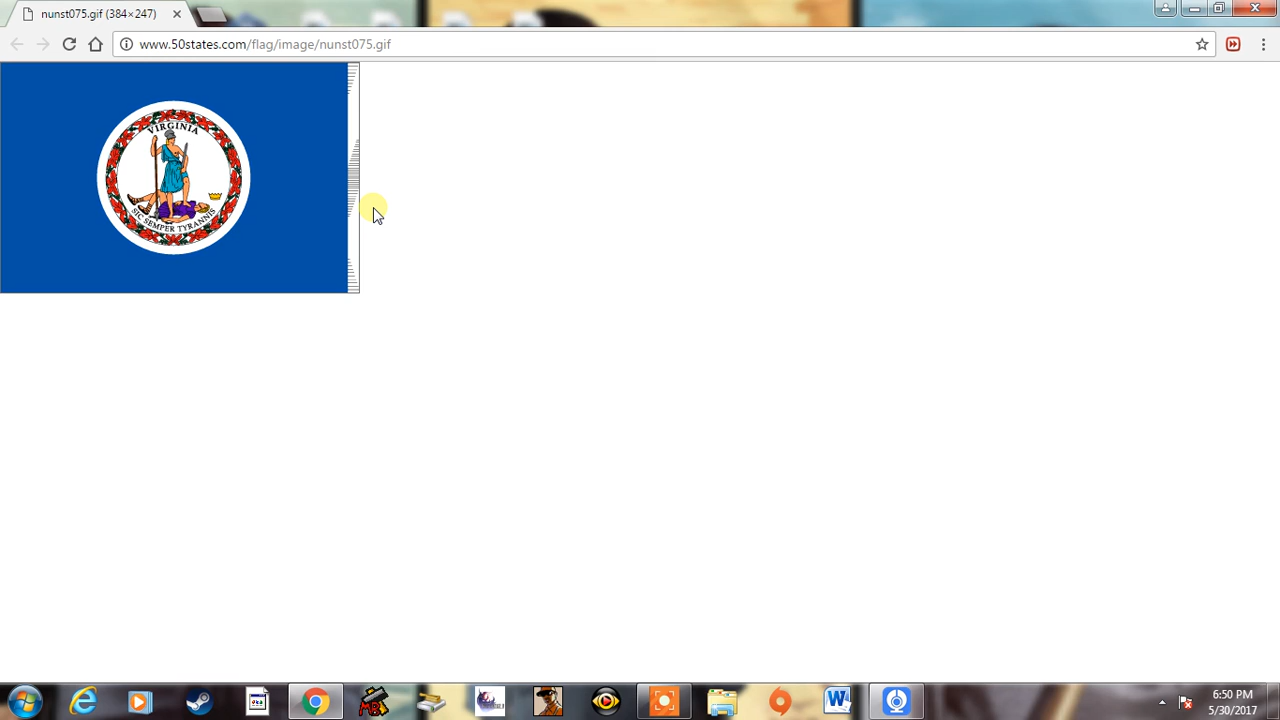 nunst075.gif (384×247)
www.50states.com/flag/image/nunst075.gif
VIRGINIA
SIC SEMPER TYRANNIS
6:50 PM
5/30/2017